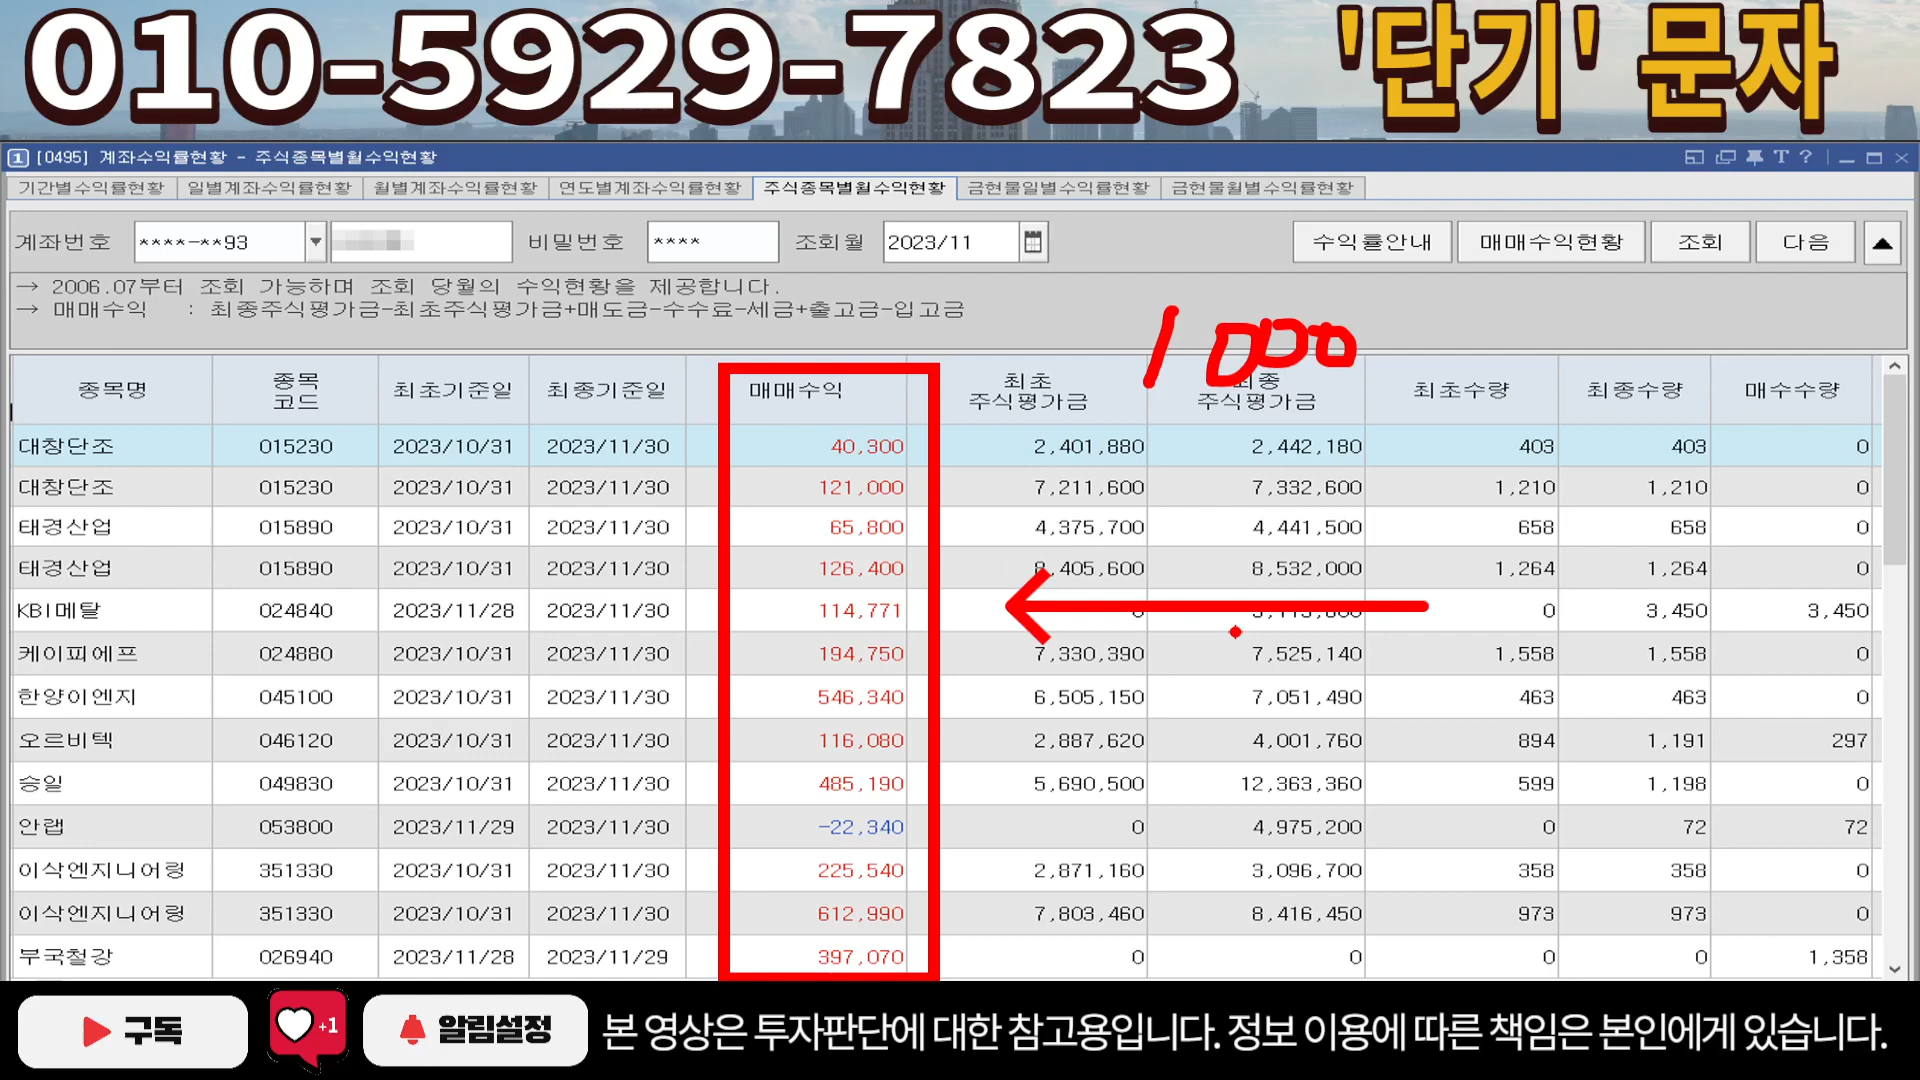 010-5929-7823 '단기' 문자
1 [0495] 계좌수익률현황 - 주식종목별월수익현황
기간별수익률현황 일별계좌수익률현황 월별계좌수익률현황 연도별계좌수익률현황 주식종목별월수익현황 금현물일별수익률현황 금현물월별수익률현황
계좌번호 ****-**93 비밀번호 **** 조회월 2023/11 수익률안내 매매수익현황 조회 다음
→ 2006.07부터 조회 가능하며 조회 당월의 수익현황을 제공합니다.
→ 매매수익 : 최종주식평가금-최초주식평가금+매도금-수수료-세금+출고금-입고금
1000
종목명 종목코드 최초기준일 최종기준일 매매수익 최초주식평가금 최종주식평가금 최초수량 최종수량 매수수량
대창단조 015230 2023/10/31 2023/11/30 40,300 2,401,880 2,442,180 403 403 0
대창단조 015230 2023/10/31 2023/11/30 121,000 7,211,600 7,332,600 1,210 1,210 0
태경산업 015890 2023/10/31 2023/11/30 65,800 4,375,700 4,441,500 658 658 0
태경산업 015890 2023/10/31 2023/11/30 126,400 8,405,600 8,532,000 1,264 1,264 0
KBI메탈 024840 2023/11/28 2023/11/30 114,771 0 0 3,450 3,450
케이피에프 024880 2023/10/31 2023/11/30 194,750 7,330,390 7,525,140 1,558 1,558 0
한양이엔지 045100 2023/10/31 2023/11/30 546,340 6,505,150 7,051,490 463 463 0
오르비텍 046120 2023/10/31 2023/11/30 116,080 2,887,620 4,001,760 894 1,191 297
승일 049830 2023/10/31 2023/11/30 485,190 5,690,500 12,363,360 599 1,198 0
안랩 053800 2023/11/29 2023/11/30 -22,340 0 4,975,200 0 72 72
이삭엔지니어링 351330 2023/10/31 2023/11/30 225,540 2,871,160 3,096,700 358 358 0
이삭엔지니어링 351330 2023/10/31 2023/11/30 612,990 7,803,460 8,416,450 973 973 0
부국철강 026940 2023/11/28 2023/11/29 397,070 0 0 0 0 1,358
구독 +1 알림설정 본 영상은 투자판단에 대한 참고용입니다. 정보 이용에 따른 책임은 본인에게 있습니다.